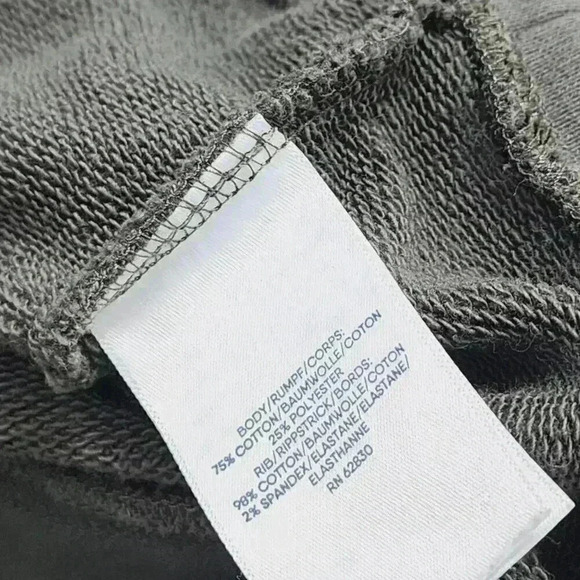 BODY/RUMPF/CORPS:
75% COTTON/BAUMWOLLE/COTON
25% POLYESTER
RIB/RIPPSTRICK/BORDS:
98% COTTON/BAUMWOLLE/COTON
2% SPANDEX/ELASTANE/ELASTAN/
ELASTHANNE
RN 62830